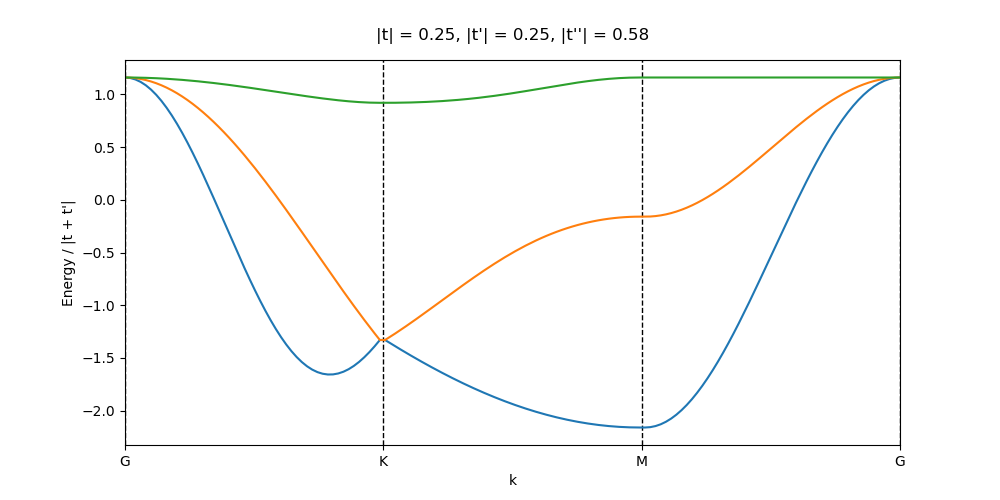 |t| = 0.25, |t'| = 0.25, |t''| = 0.58
Energy / |t + t'|
1.0
0.5
0.0
−0.5
−1.0
−1.5
−2.0
G K M G
k